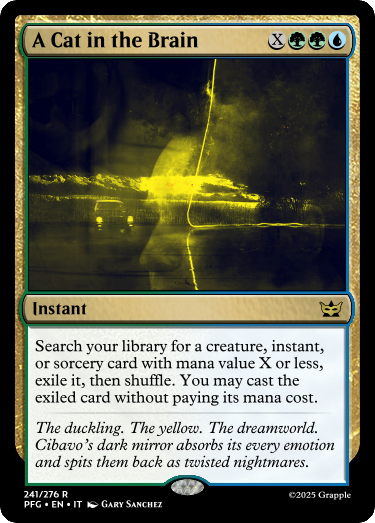 A Cat in the Brain X
Instant
Search your library for a creature, instant,
or sorcery card with mana value X or less,
exile it, then shuffle. You may cast the
exiled card without paying its mana cost.
The duckling. The yellow. The dreamworld.
Cibavo's dark mirror absorbs its every emotion
and spits them back as twisted nightmares.
241/276 R
PFG • EN • IT Gary Sanchez
©2025 Grapple